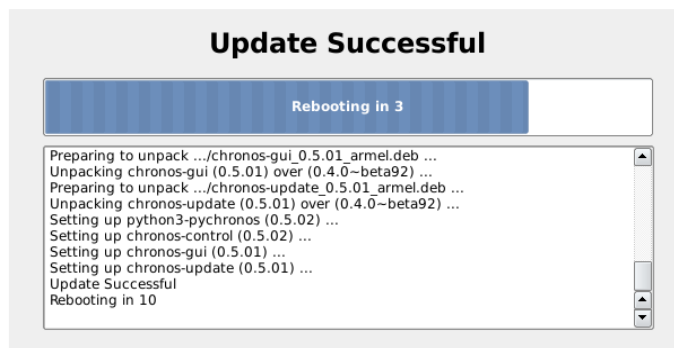 Update Successful
Rebooting in 3
Preparing to unpack .../chronos-gui_0.5.01_armel.deb ...
Unpacking chronos-gui (0.5.01) over (0.4.0~beta92) ...
Preparing to unpack .../chronos-update_0.5.01_armel.deb ...
Unpacking chronos-update (0.5.01) over (0.4.0~beta92) ...
Setting up python3-pychronos (0.5.02) ...
Setting up chronos-control (0.5.02) ...
Setting up chronos-gui (0.5.01) ...
Setting up chronos-update (0.5.01) ...
Update Successful
Rebooting in 10